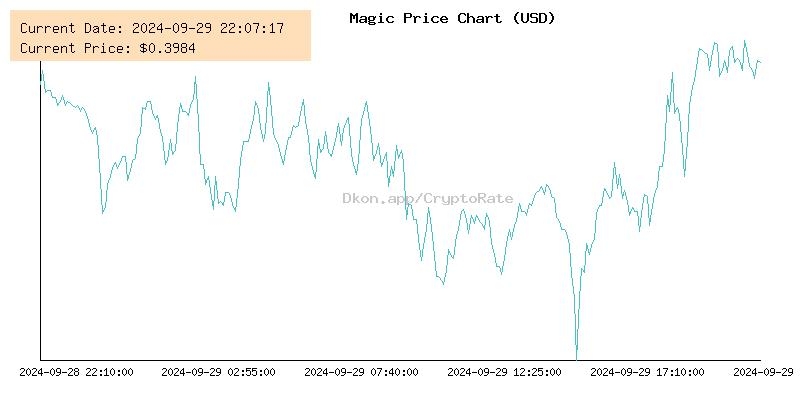 Magic Price Chart (USD)
Current Date: 2024-09-29 22:07:17
Current Price: $0.3984
Dkon.app/CryptoRate
2024-09-28 22:10:00 2024-09-29 02:55:00 2024-09-29 07:40:00 2024-09-29 12:25:00 2024-09-29 17:10:00 2024-09-29